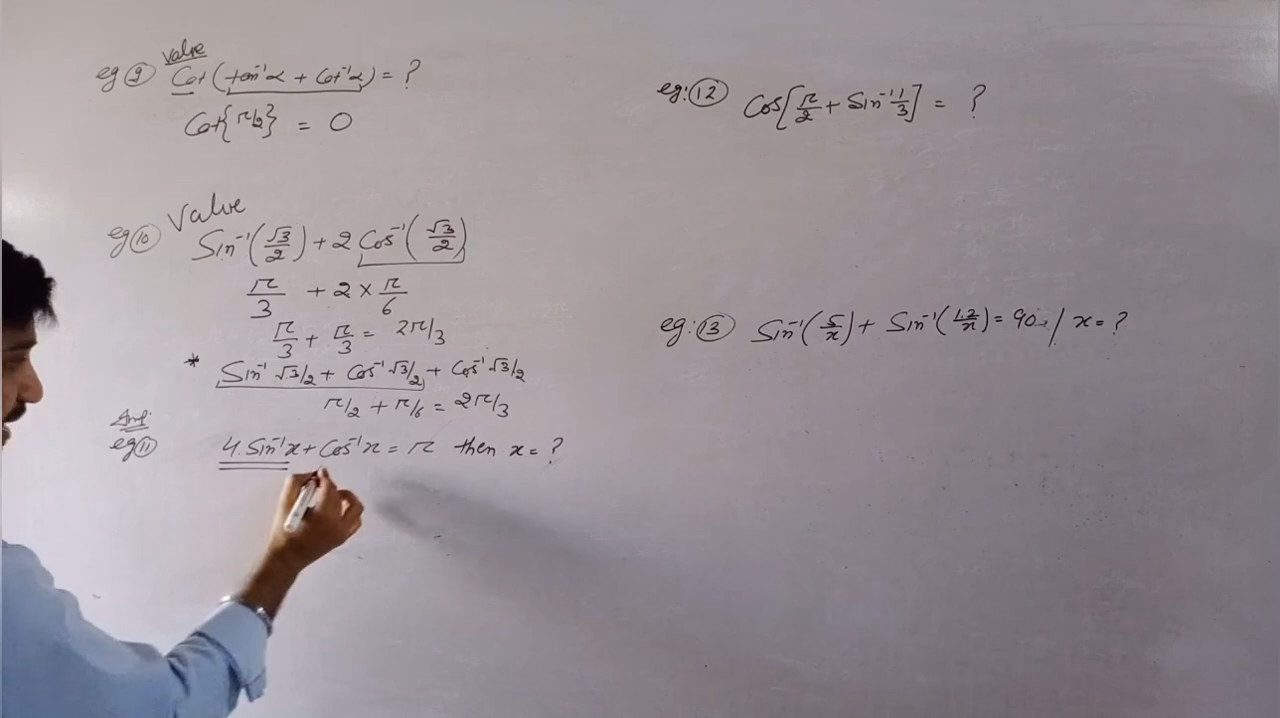 value
eg 9 Cot (tan⁻¹α + Cot⁻¹α) = ?
Cot{π/2} = 0
Value
eg 10 Sin⁻¹(√3/2) + 2 Cos⁻¹(√3/2)
π/3 + 2 × π/6
π/3 + π/3 = 2π/3
* Sin⁻¹ √3/2 + Cos⁻¹ √3/2 + Cos⁻¹ √3/2
π/2 + π/6 = 2π/3
Imp.
eg 11 4. Sin⁻¹x + Cos⁻¹x = π then x = ?
eg: 12 Cos[π/2 + Sin⁻¹ 1/3] = ?
eg: 13 Sin⁻¹(5/x) + Sin⁻¹(12/x) = 90° / x = ?